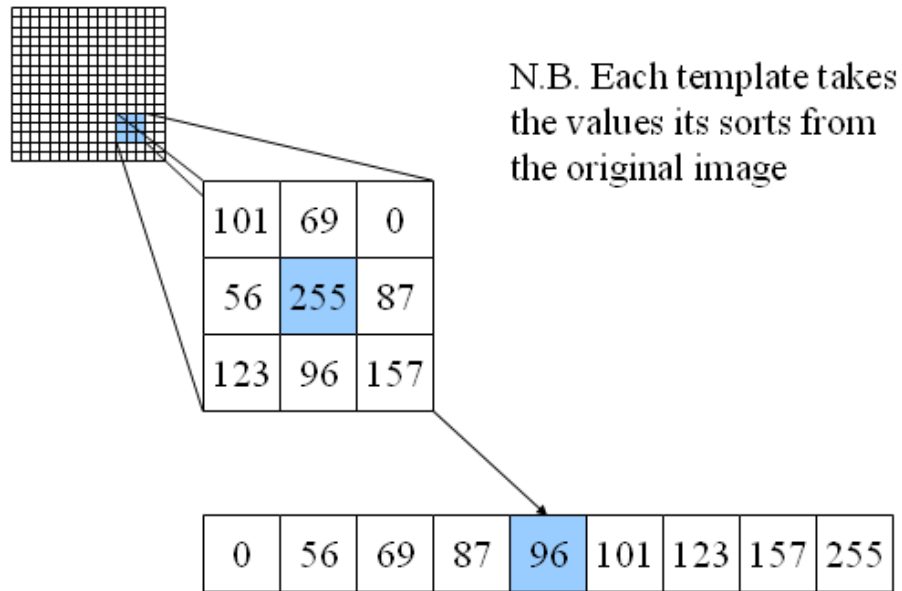 N.B. Each template takes
the values its sorts from
the original image
101 69 0
56 255 87
123 96 157
0 56 69 87 96 101 123 157 255